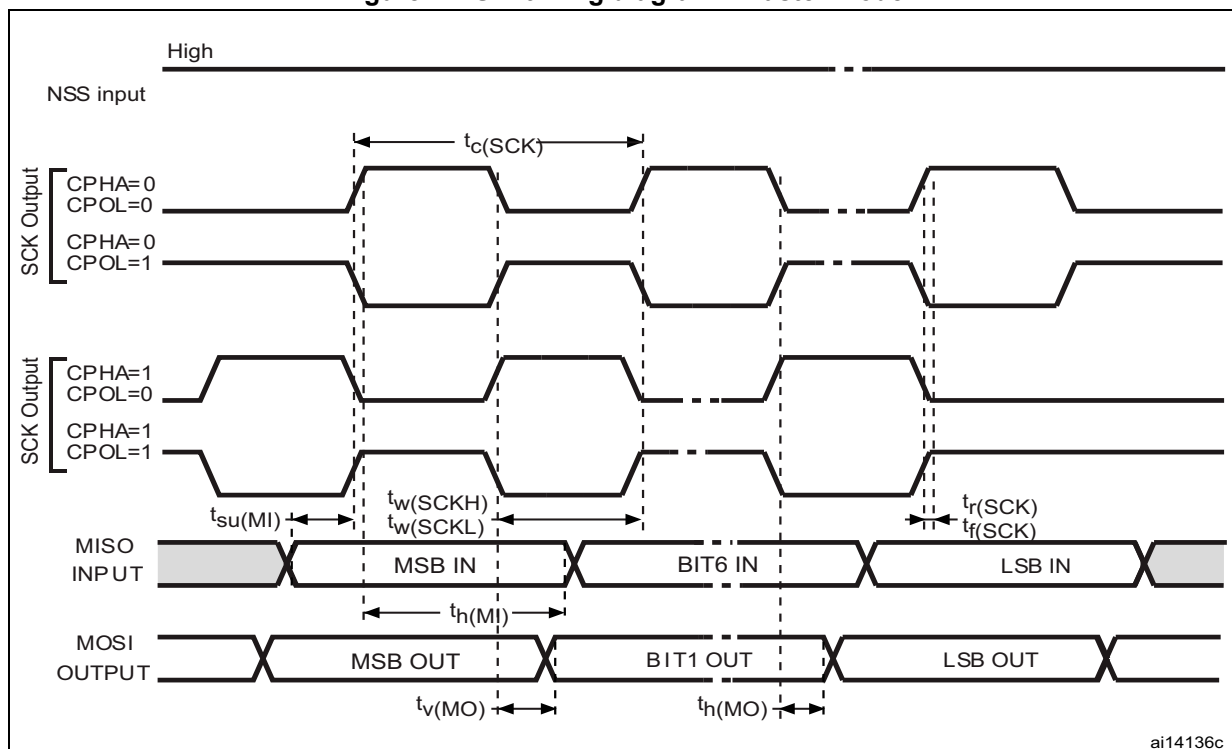 High
NSS input
tc(SCK)
SCK Output
CPHA=0
CPOL=0
CPHA=0
CPOL=1
SCK Output
CPHA=1
CPOL=0
CPHA=1
CPOL=1
tsu(MI)
tw(SCKH)
tw(SCKL)
tr(SCK)
tf(SCK)
MISO
INPUT
MSB IN
BIT6 IN
LSB IN
th(MI)
MOSI
OUTPUT
MSB OUT
BIT1 OUT
LSB OUT
tv(MO)
th(MO)
ai14136c